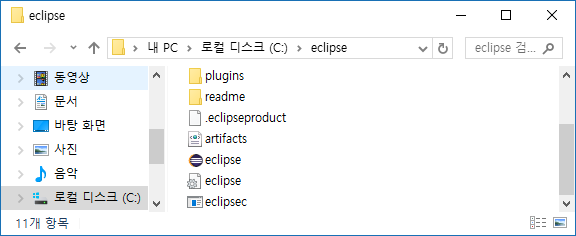 eclipse
내 PC > 로컬 디스크 (C:) > eclipse
eclipse 검...
동영상
문서
바탕 화면
사진
음악
로컬 디스크 (C:)
plugins
readme
.eclipseproduct
artifacts
eclipse
eclipse
eclipsec
11개 항목